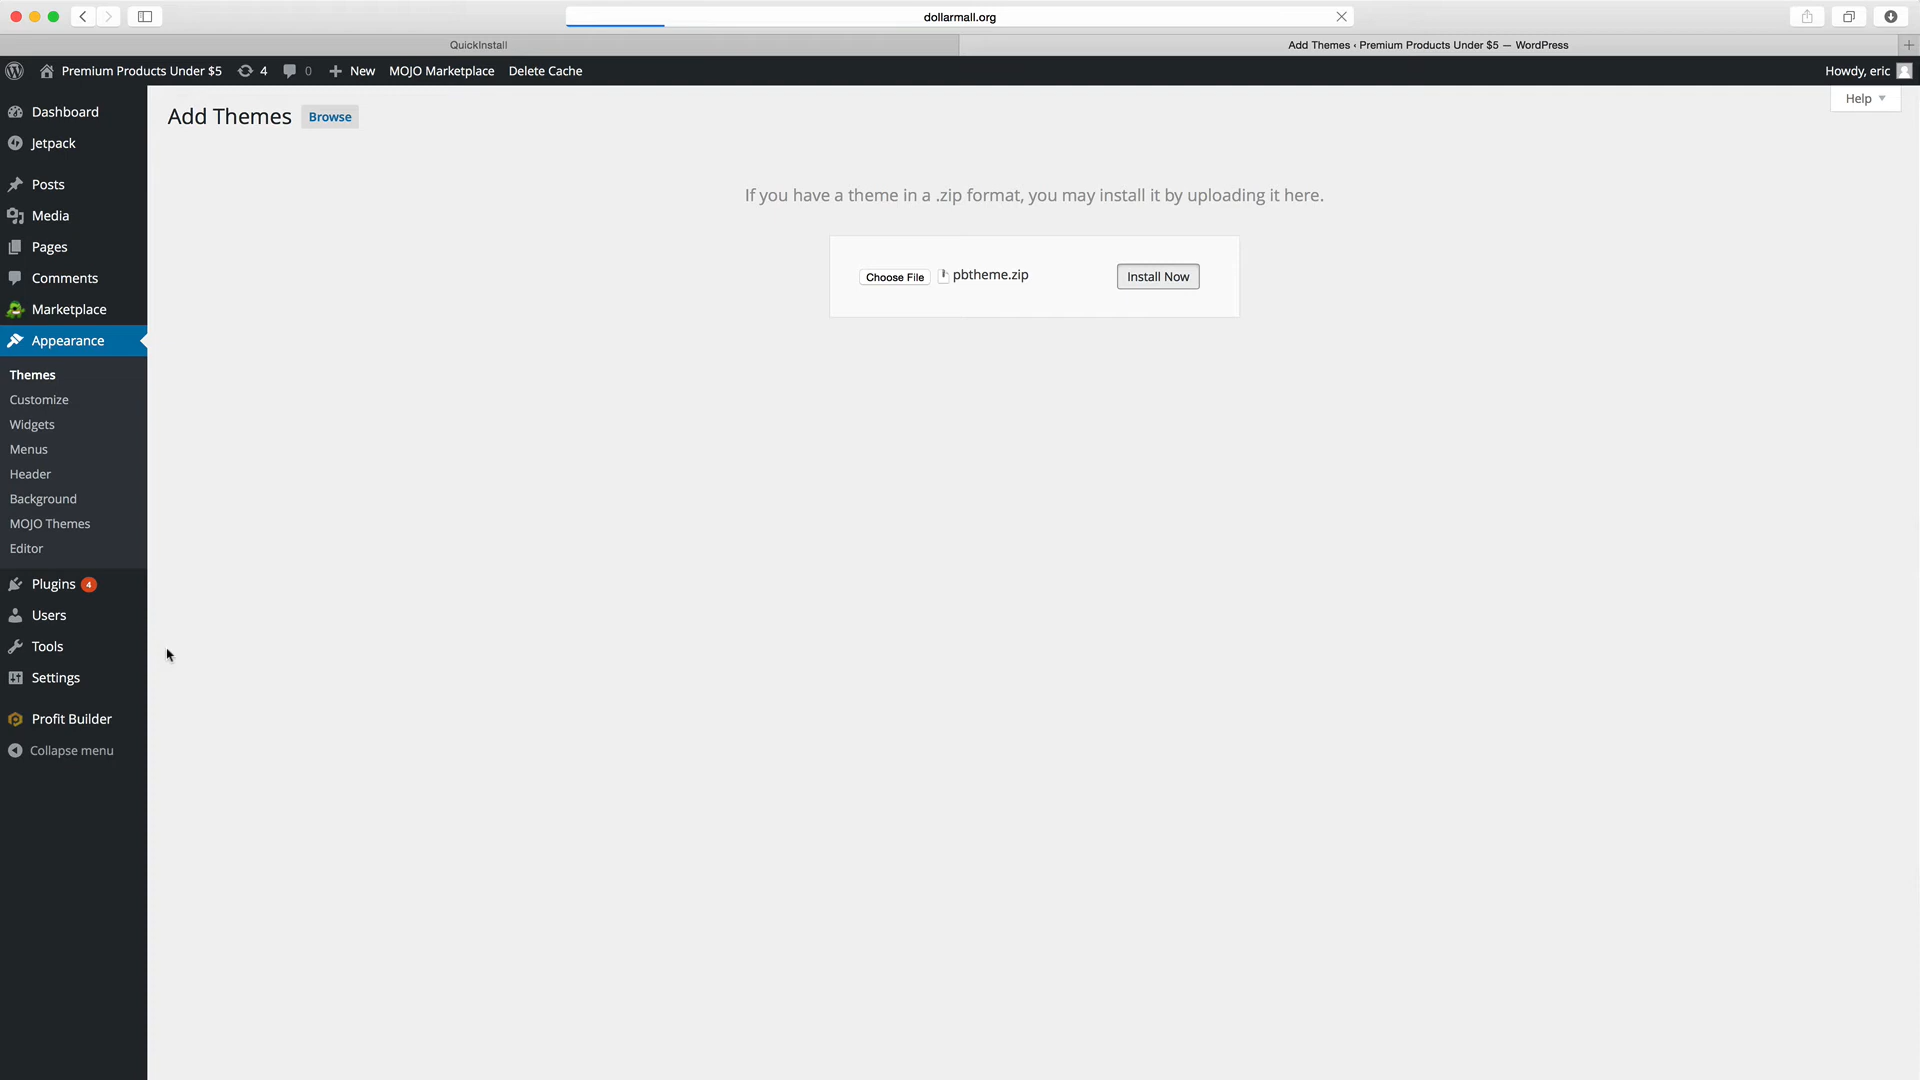 dollarmall.org
QuickInstall
Add Themes ‹ Premium Products Under $5 — WordPress
Premium Products Under $5
4
0
New
MOJO Marketplace
Delete Cache
Howdy, eric
Dashboard
Jetpack
Posts
Media
Pages
Comments
Marketplace
Appearance
Themes
Customize
Widgets
Menus
Header
Background
MOJO Themes
Editor
Plugins 4
Users
Tools
Settings
Profit Builder
Collapse menu
Add Themes
Browse
Help
If you have a theme in a .zip format, you may install it by uploading it here.
Choose File pbtheme.zip
Install Now